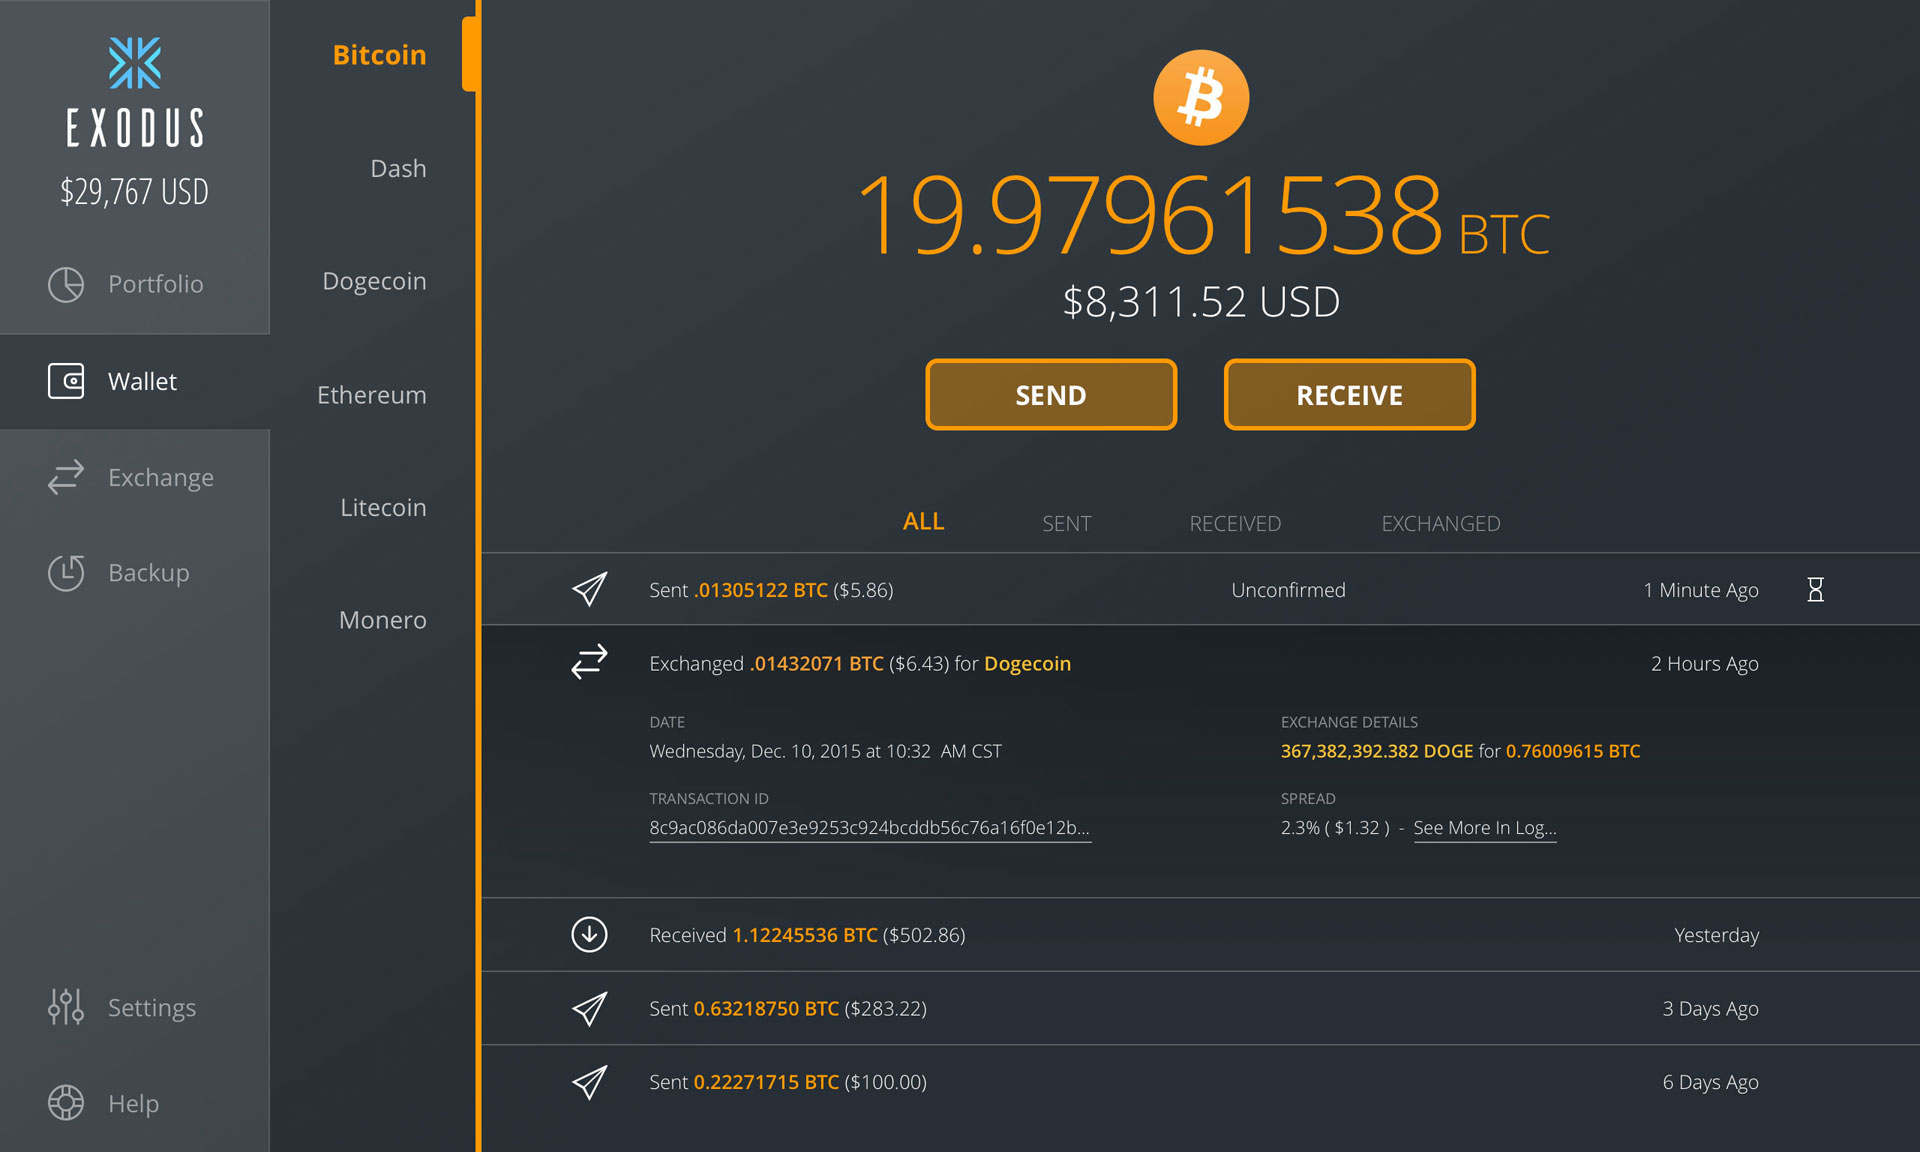 EXODUS
$29,767 USD
Portfolio
Wallet
Exchange
Backup
Settings
Help
Bitcoin
Dash
Dogecoin
Ethereum
Litecoin
Monero
19.97961538 BTC
$8,311.52 USD
SEND RECEIVE
ALL SENT RECEIVED EXCHANGED
Sent .01305122 BTC ($5.86) Unconfirmed 1 Minute Ago
Exchanged .01432071 BTC ($6.43) for Dogecoin 2 Hours Ago
DATE
Wednesday, Dec. 10, 2015 at 10:32 AM CST
EXCHANGE DETAILS
367,382,392.382 DOGE for 0.76009615 BTC
TRANSACTION ID
8c9ac086da007e3e9253c924bcddb56c76a16f0e12b...
SPREAD
2.3% ( $1.32 ) - See More In Log...
Received 1.12245536 BTC ($502.86) Yesterday
Sent 0.63218750 BTC ($283.22) 3 Days Ago
Sent 0.22271715 BTC ($100.00) 6 Days Ago